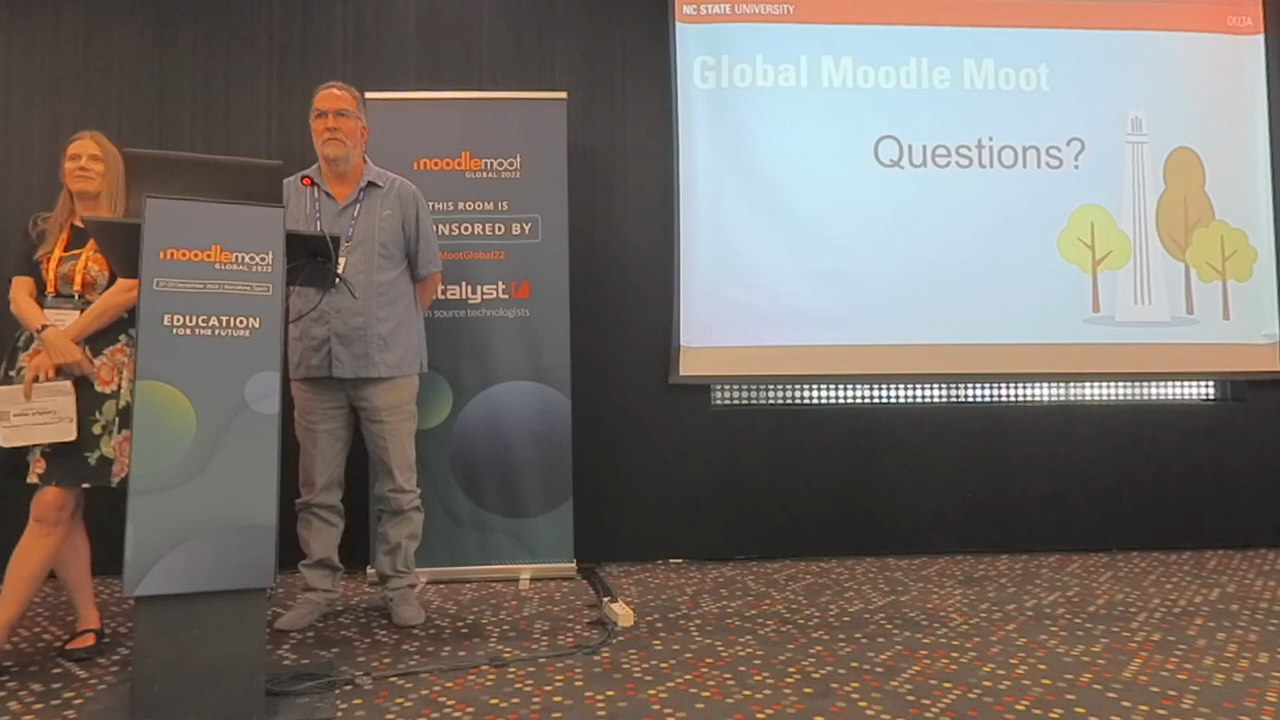 NC STATE UNIVERSITY
DELTA
Global Moodle Moot
Questions?
moodlemoot
GLOBAL 2022
THIS ROOM IS
ONSORED BY
MootGlobal22
talyst
source technologists
moodlemoot
GLOBAL 2022
EDUCATION
FOR THE FUTURE